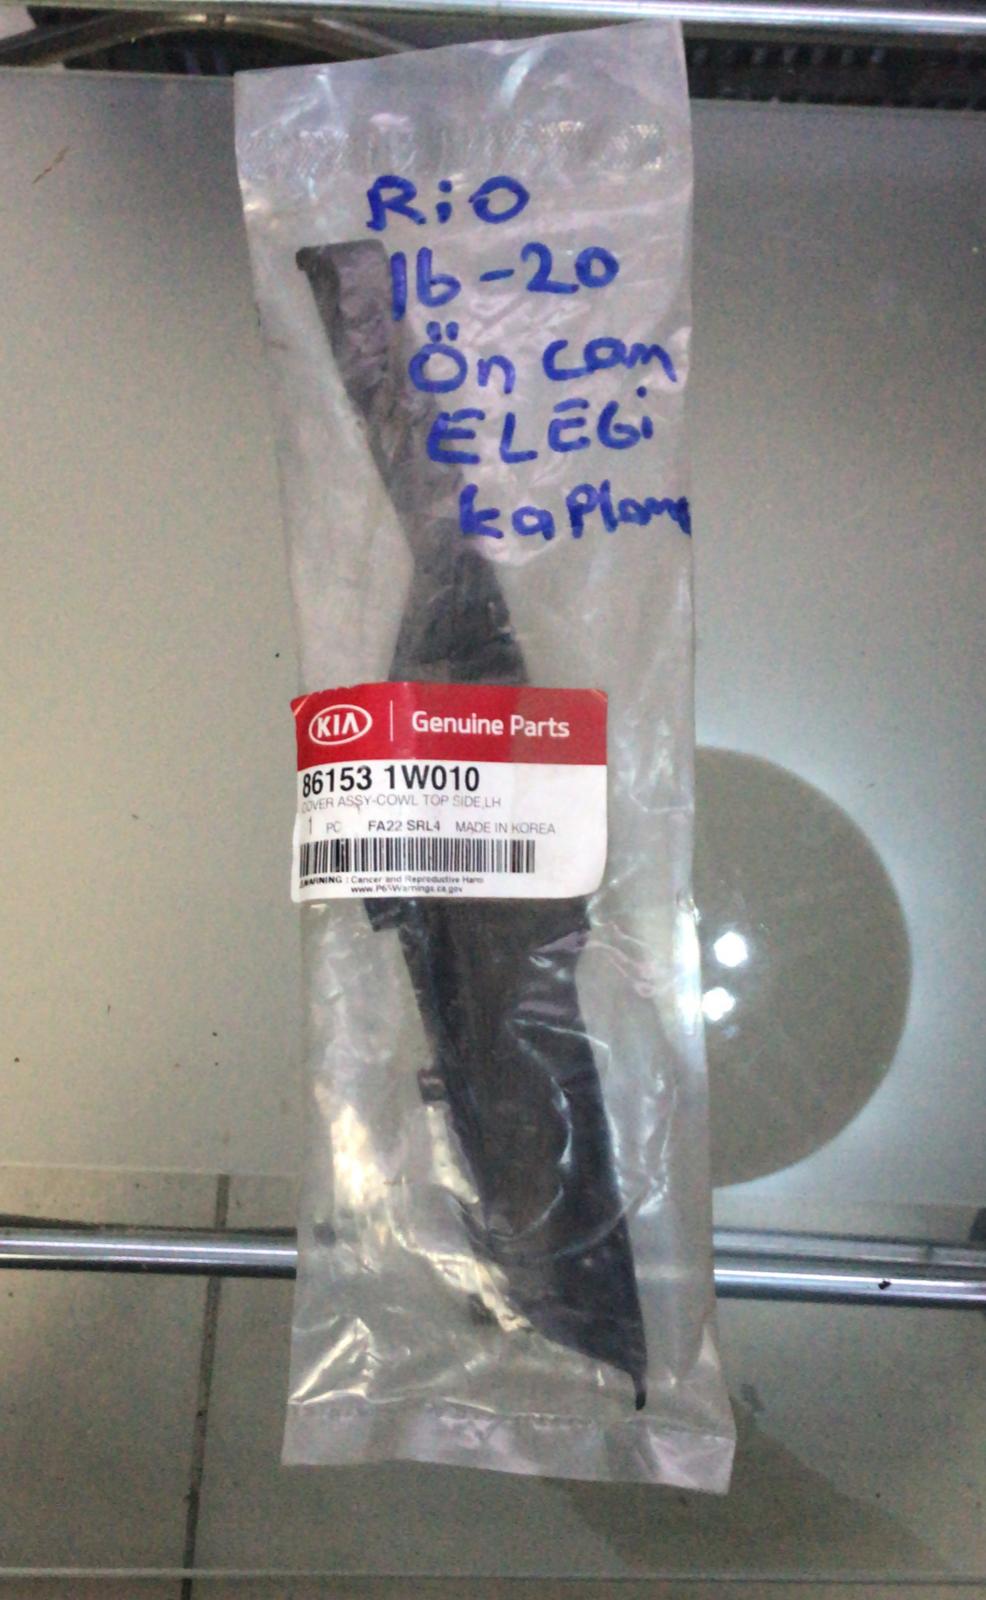 RiO
16-20
Ön cam
ELEGi
kaplama
KIA | Genuine Parts
86153 1W010
COVER ASSY-COWL TOP SIDE,LH
1 PC FA22 SRL4 MADE IN KOREA
WARNING : Cancer and Reproductive Harm
www.P65Warnings.ca.gov